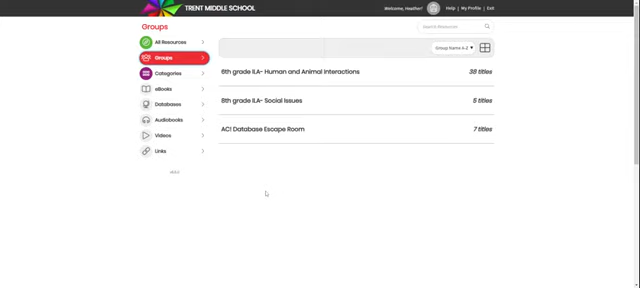 TRENT MIDDLE SCHOOL
Welcome, Heather!
Help | My Profile | Exit
Groups
Search Resources
All Resources
Group Name A-Z
Groups
6th grade ILA- Human and Animal Interactions 38 titles
Categories
eBooks
8th grade ILA- Social Issues 5 titles
Databases
Audiobooks
AC! Database Escape Room 7 titles
Videos
Links